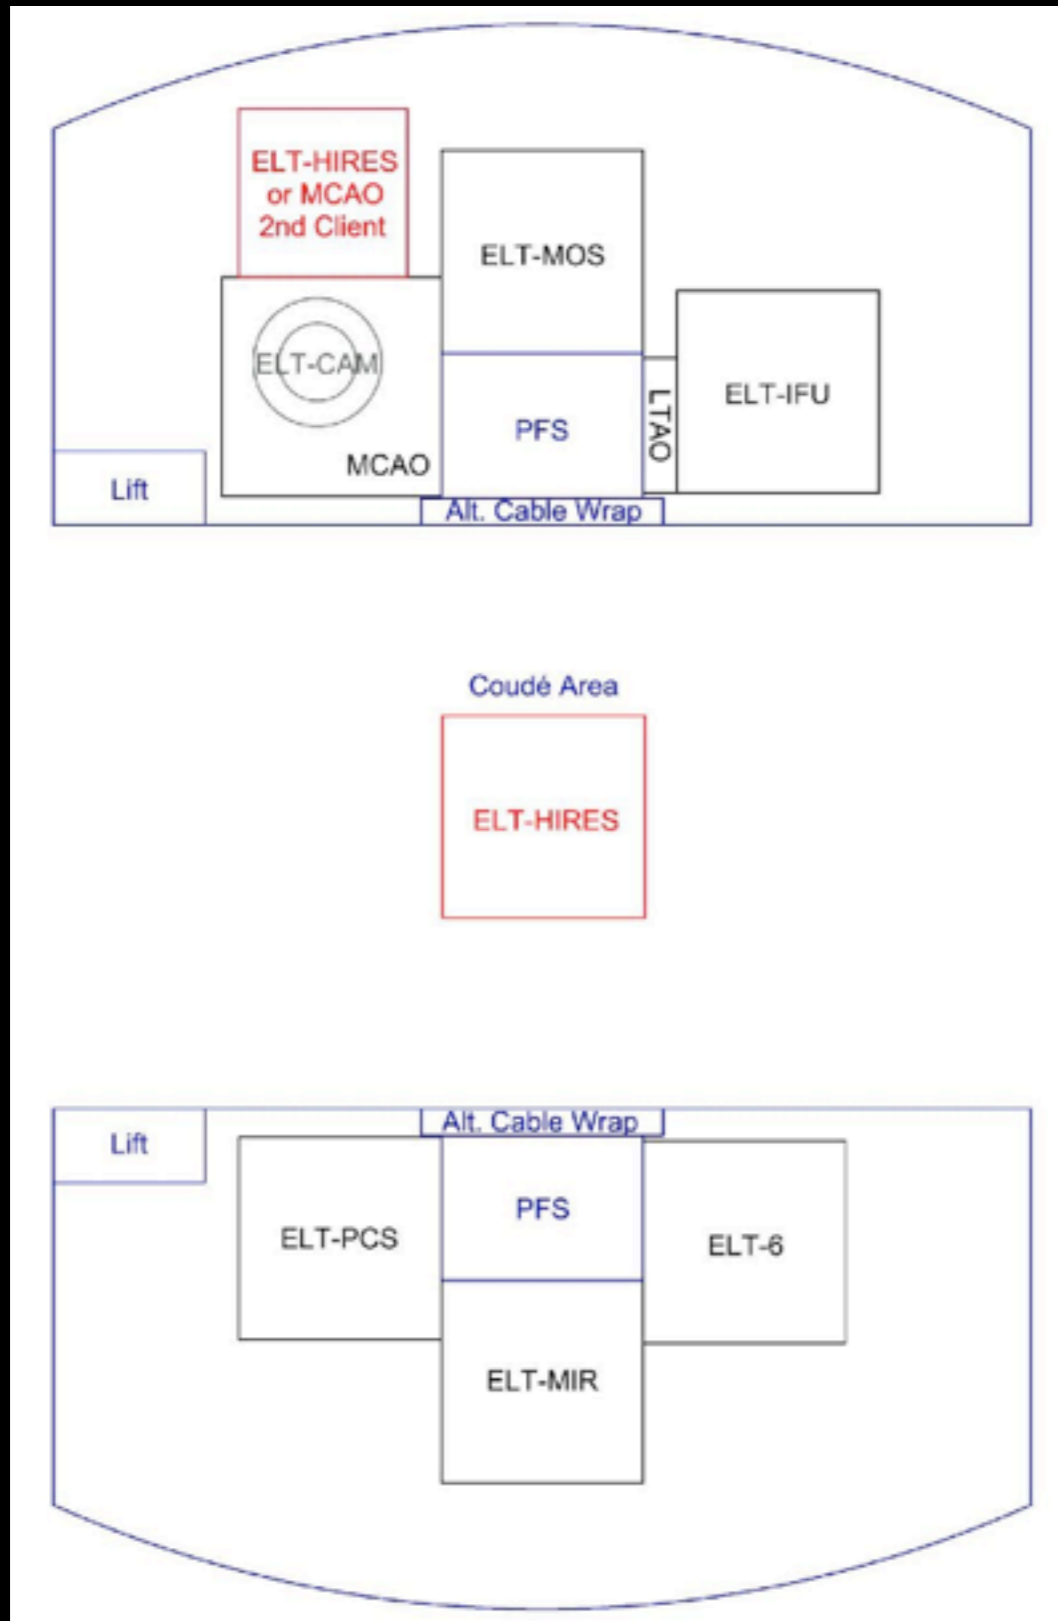 ELT-HIRES
or MCAO
2nd Client
ELT-MOS
ELT-CAM
MCAO
PFS
LTAO
ELT-IFU
Lift
Alt. Cable Wrap
Coudé Area
ELT-HIRES
Lift
Alt. Cable Wrap
PFS
ELT-PCS
ELT-6
ELT-MIR